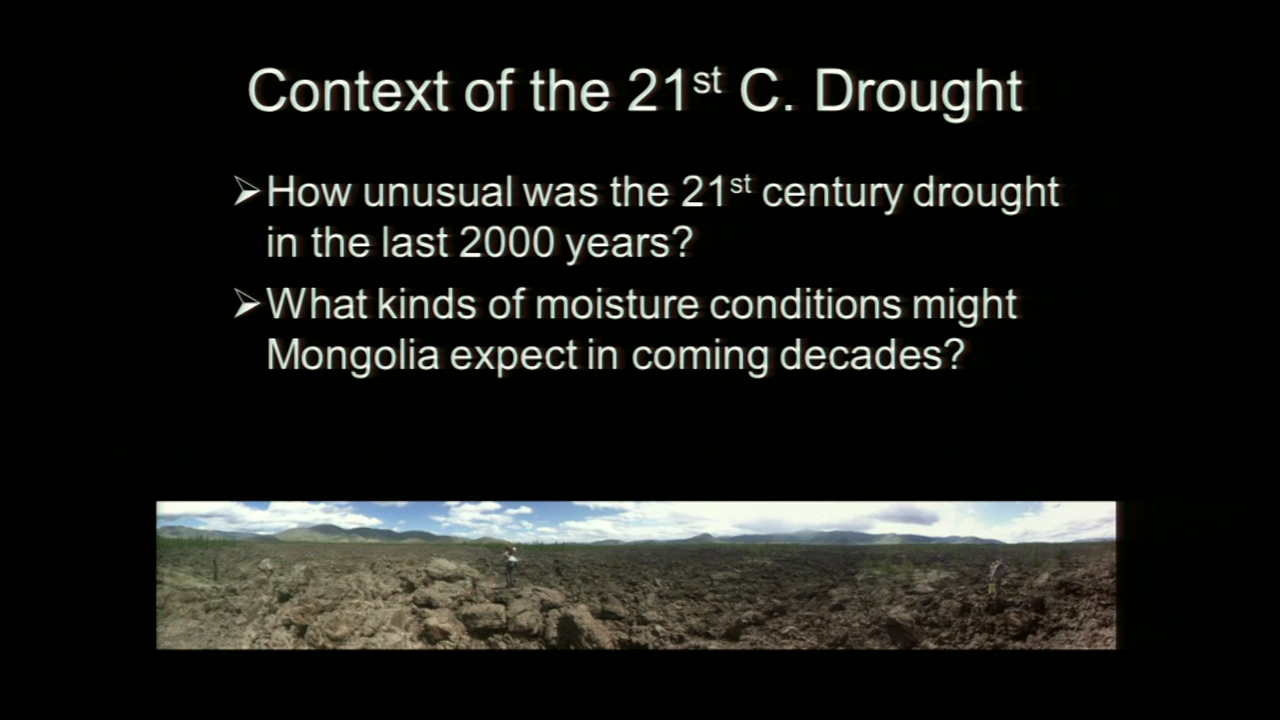 Context of the 21st C. Drought
➢How unusual was the 21st century drought
in the last 2000 years?
➢What kinds of moisture conditions might
Mongolia expect in coming decades?